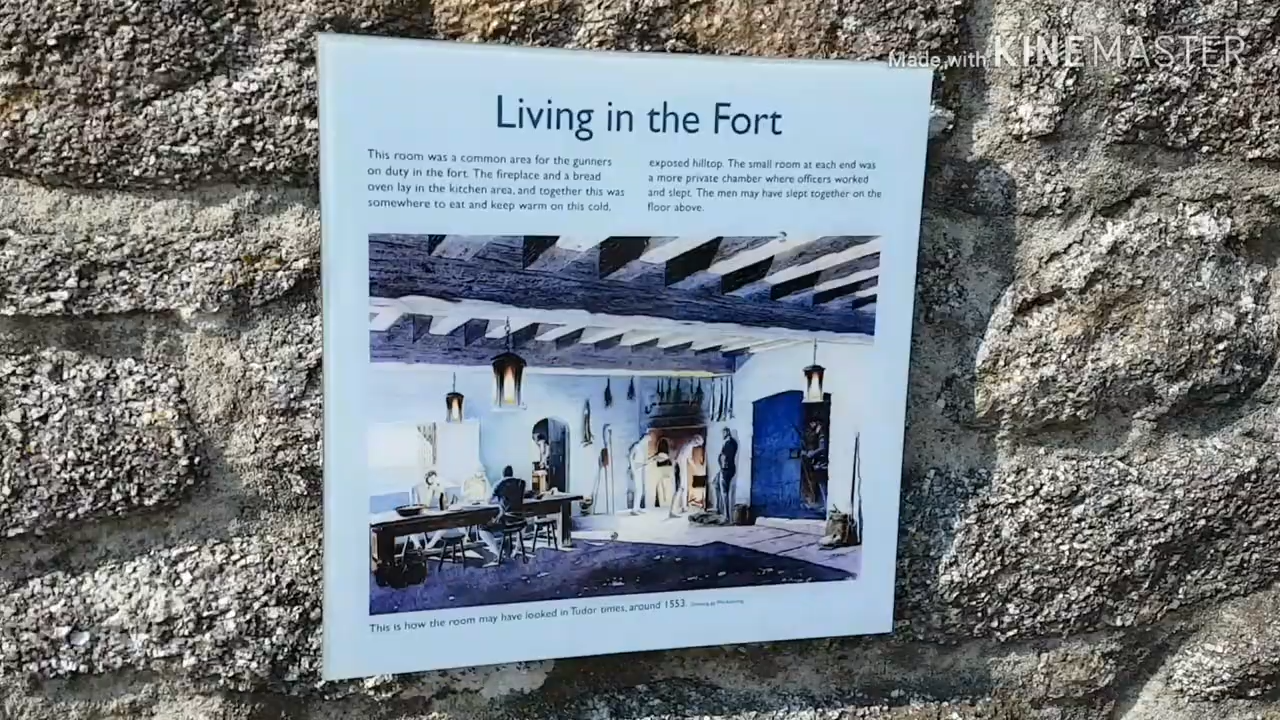 Made with KINEMASTER
Living in the Fort
This room was a common area for the gunners
on duty in the fort. The fireplace and a bread
oven lay in the kitchen area, and together this was
somewhere to eat and keep warm on this cold,
exposed hilltop. The small room at each end was
a more private chamber where officers worked
and slept. The men may have slept together on the
floor above.
This is how the room may have looked in Tudor times, around 1553.